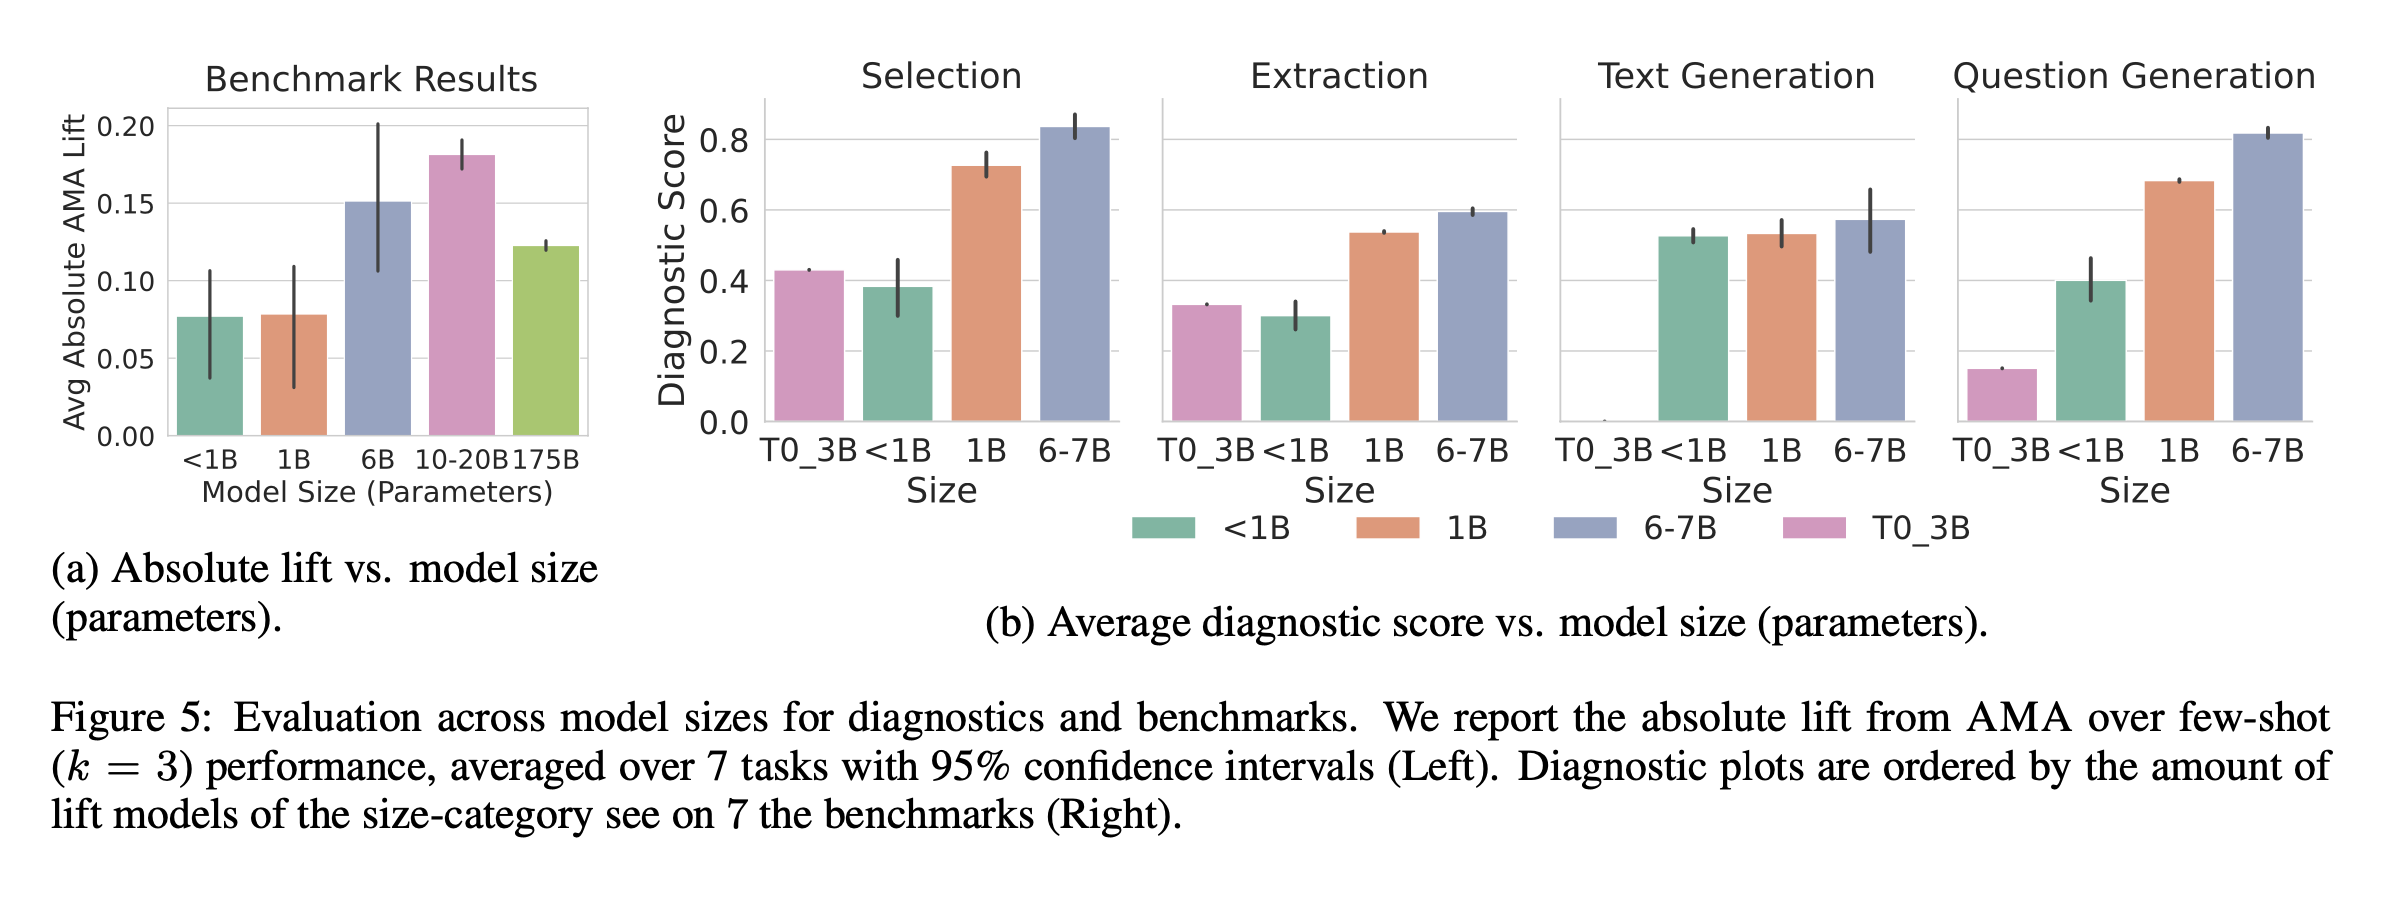 Benchmark Results
Avg Absolute AMA Lift
0.20
0.15
0.10
0.05
0.00
<1B 1B 6B 10-20B 175B
Model Size (Parameters)
(a) Absolute lift vs. model size
(parameters).
Selection Extraction Text Generation Question Generation
Diagnostic Score
0.8
0.6
0.4
0.2
0.0
T0_3B <1B 1B 6-7B T0_3B <1B 1B 6-7B T0_3B <1B 1B 6-7B T0_3B <1B 1B 6-7B
Size Size Size Size
<1B 1B 6-7B T0_3B
(b) Average diagnostic score vs. model size (parameters).
Figure 5: Evaluation across model sizes for diagnostics and benchmarks. We report the absolute lift from AMA over few-shot
(k = 3) performance, averaged over 7 tasks with 95% confidence intervals (Left). Diagnostic plots are ordered by the amount of
lift models of the size-category see on 7 the benchmarks (Right).